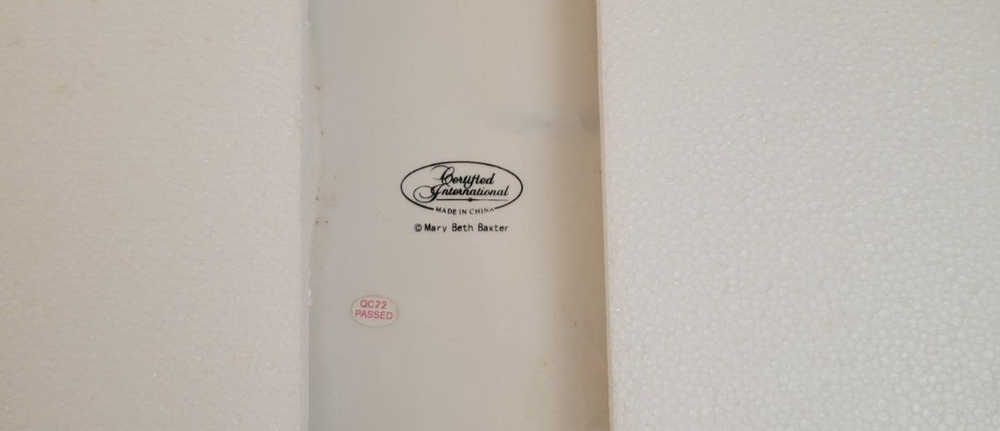 Certified
International
MADE IN CHINA
© Mary Beth Baxter
QC22
PASSED